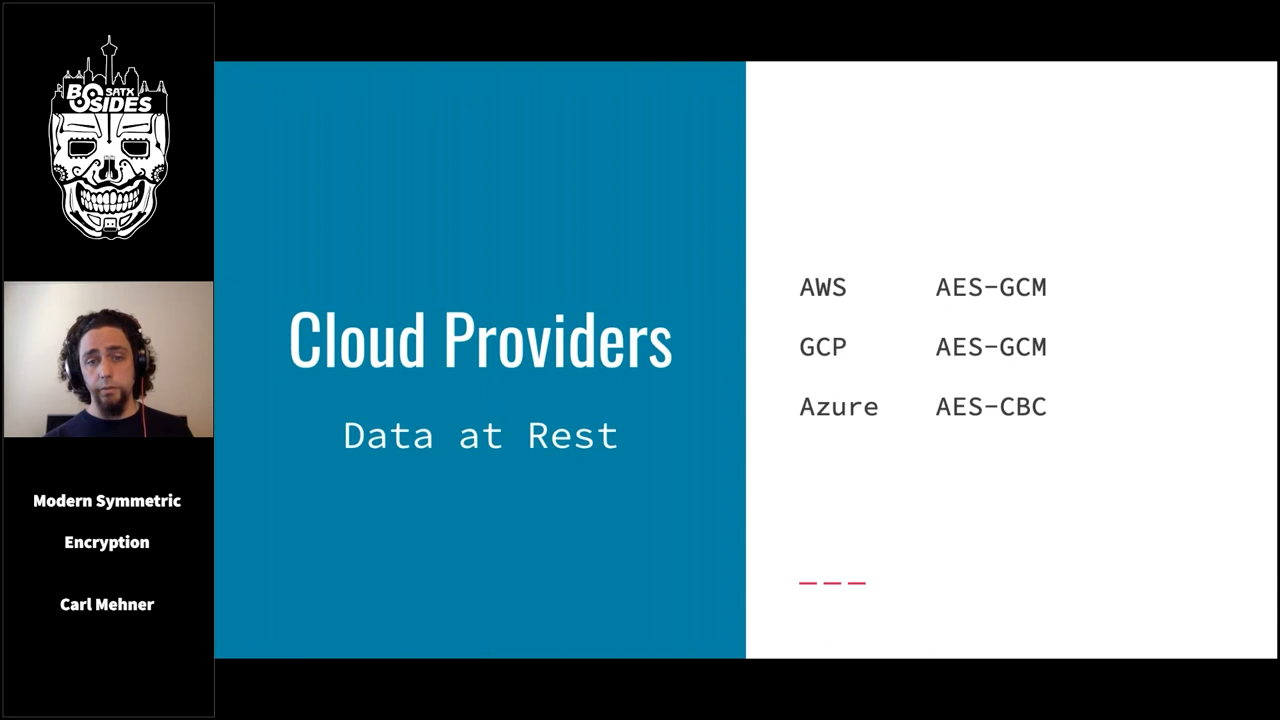 BSIDES SATX
Modern Symmetric
Encryption
Carl Mehner
Cloud Providers
Data at Rest
AWS AES-GCM
GCP AES-GCM
Azure AES-CBC